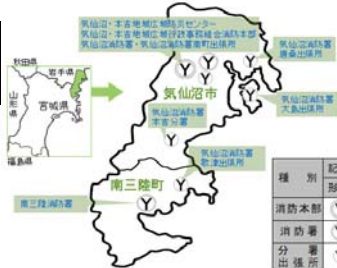 気仙沼・本吉地域広域防災センター
気仙沼・本吉地域広域行政事務組合消防本部
気仙沼消防署・気仙沼消防署南町出張所
気仙沼消防署
唐桑出張所
秋田県
岩手県
山形県
宮城県
福島県
気仙沼市
気仙沼消防署
大島出張所
気仙沼消防署
本吉分署
気仙沼消防署
歌津出張所
南三陸町
南三陸消防署
種別
記
形
消防本部
消防署
分署
出張所